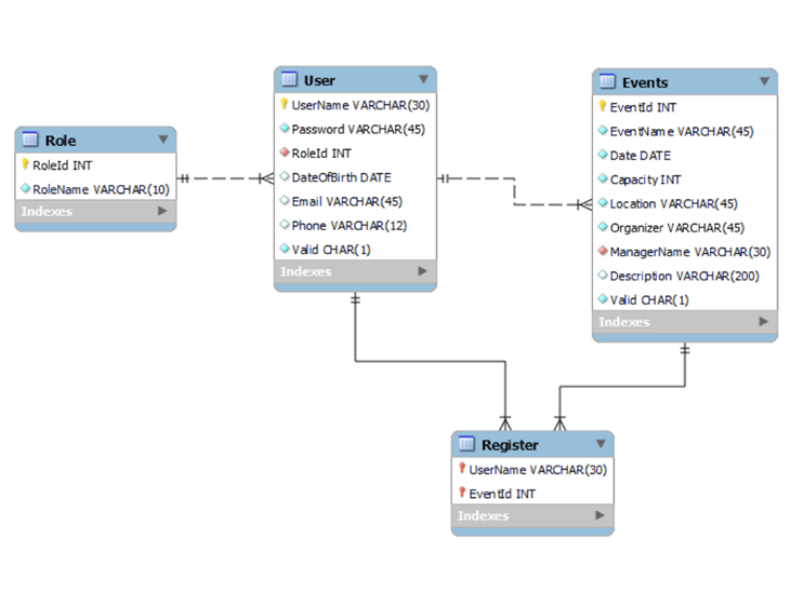 Role
RoleId INT
RoleName VARCHAR(10)
Indexes
User
UserName VARCHAR(30)
Password VARCHAR(45)
RoleId INT
DateOfBirth DATE
Email VARCHAR(45)
Phone VARCHAR(12)
Valid CHAR(1)
Indexes
Events
EventId INT
EventName VARCHAR(45)
Date DATE
Capacity INT
Location VARCHAR(45)
Organizer VARCHAR(45)
ManagerName VARCHAR(30)
Description VARCHAR(200)
Valid CHAR(1)
Indexes
Register
UserName VARCHAR(30)
EventId INT
Indexes